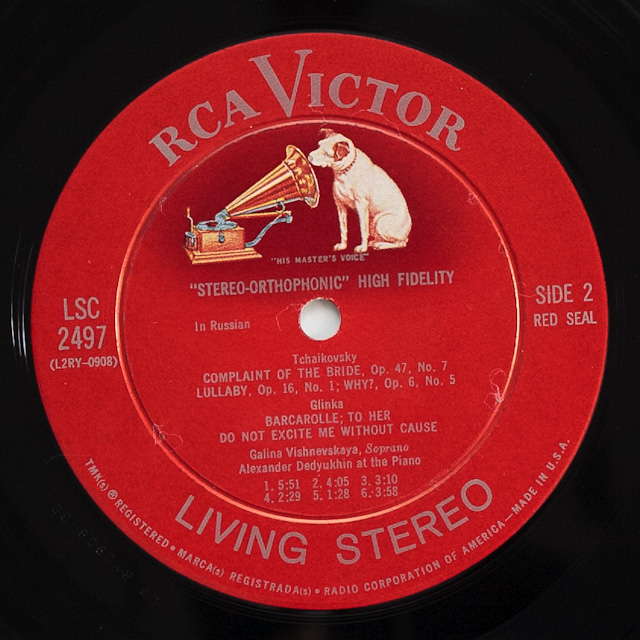 RCA VICTOR
"HIS MASTER'S VOICE"
"STEREO-ORTHOPHONIC" HIGH FIDELITY
LSC
2497
(L2RY-0908)
SIDE 2
RED SEAL
In Russian
Tchaikovsky
COMPLAINT OF THE BRIDE, Op. 47, No. 7
LULLABY, Op. 16, No. 1; WHY?, Op. 6, No. 5
Glinka
BARCAROLLE; TO HER
DO NOT EXCITE ME WITHOUT CAUSE
Galina Vishnevskaya, Soprano
Alexander Dedyukhin at the Piano
1. 5:51 2. 4:05 3. 3:10
4. 2:29 5. 1:28 6. 3:58
LIVING STEREO
TMK(s) ® REGISTERED • MARCA(s) REGISTRADA(s) • RADIO CORPORATION OF AMERICA—MADE IN U.S.A.